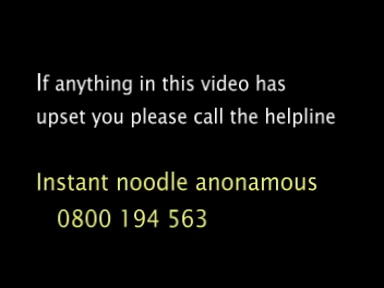 If anything in this video has
upset you please call the helpline
Instant noodle anonamous
0800 194 563